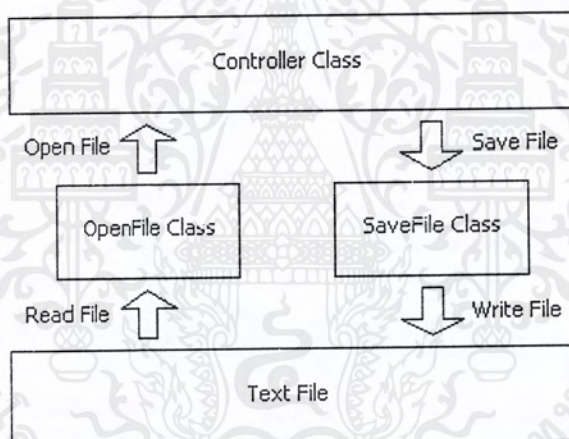 Controller Class
Open File
Save File
OpenFile Class
SaveFile Class
Read File
Write File
Text File